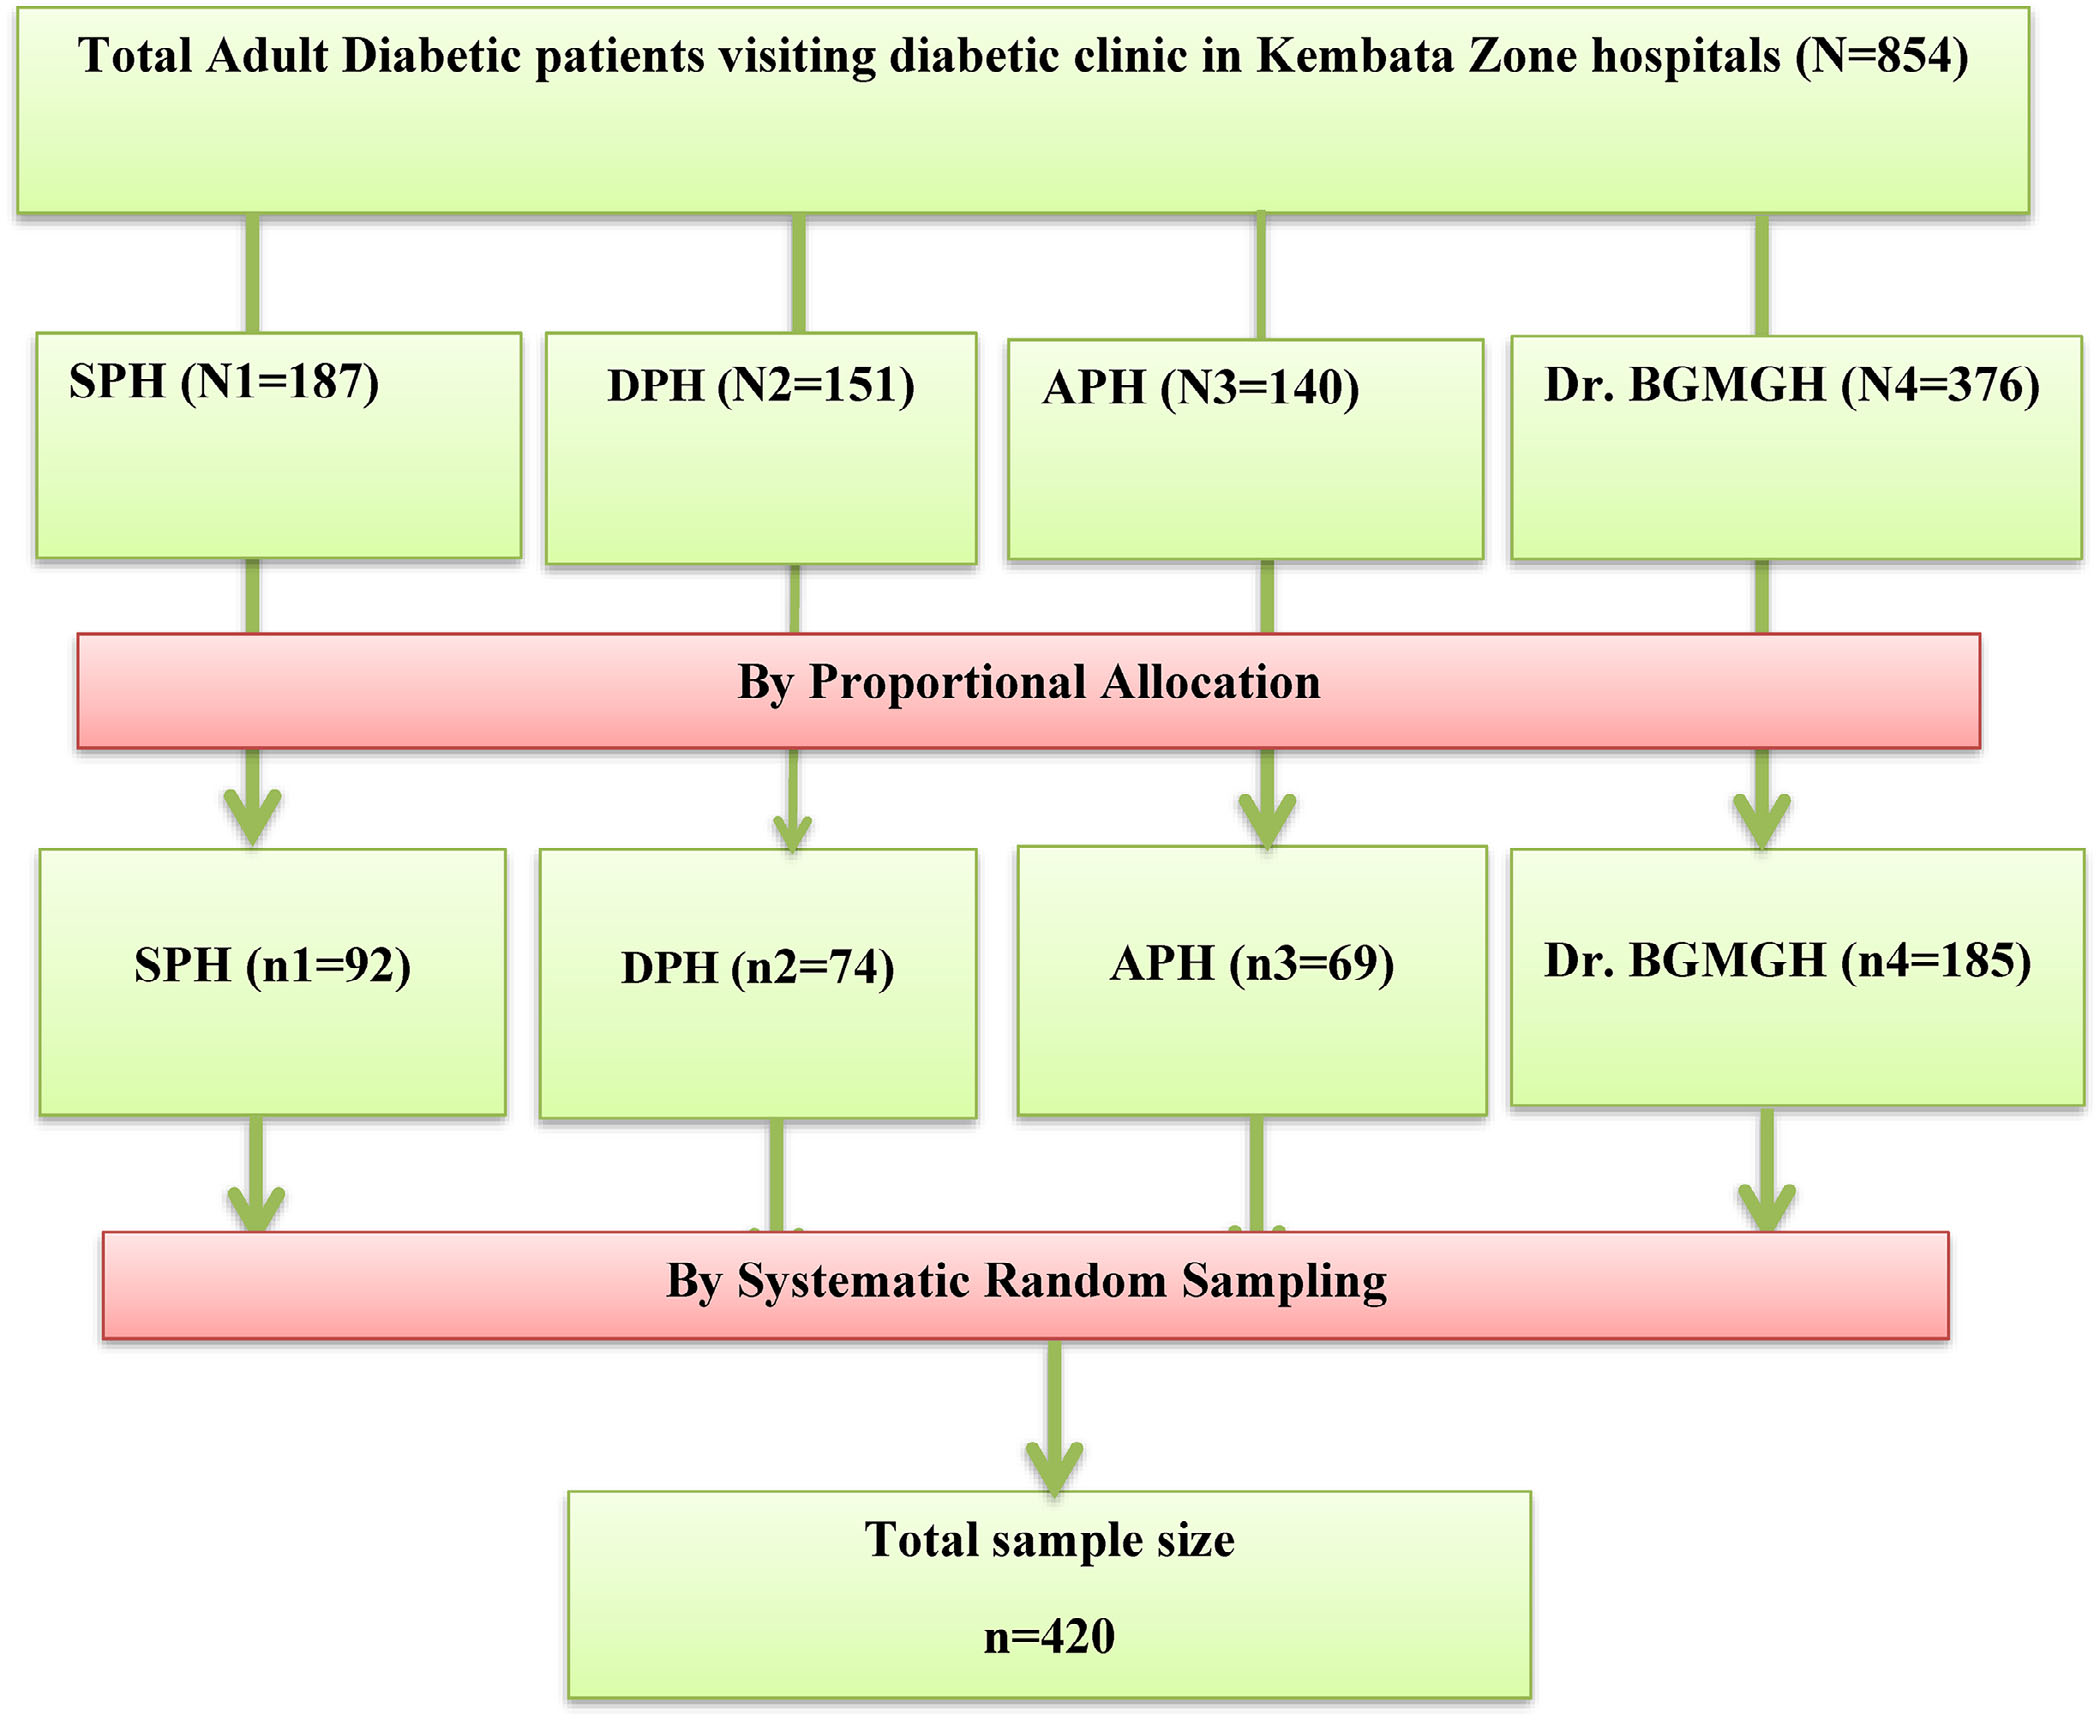 Total Adult Diabetic patients visiting diabetic clinic in Kembata Zone hospitals (N=854)
SPH (N1=187)
DPH (N2=151)
APH (N3=140)
Dr. BGMGH (N4=376)
By Proportional Allocation
SPH (n1=92)
DPH (n2=74)
APH (n3=69)
Dr. BGMGH (n4=185)
By Systematic Random Sampling
Total sample size
n=420